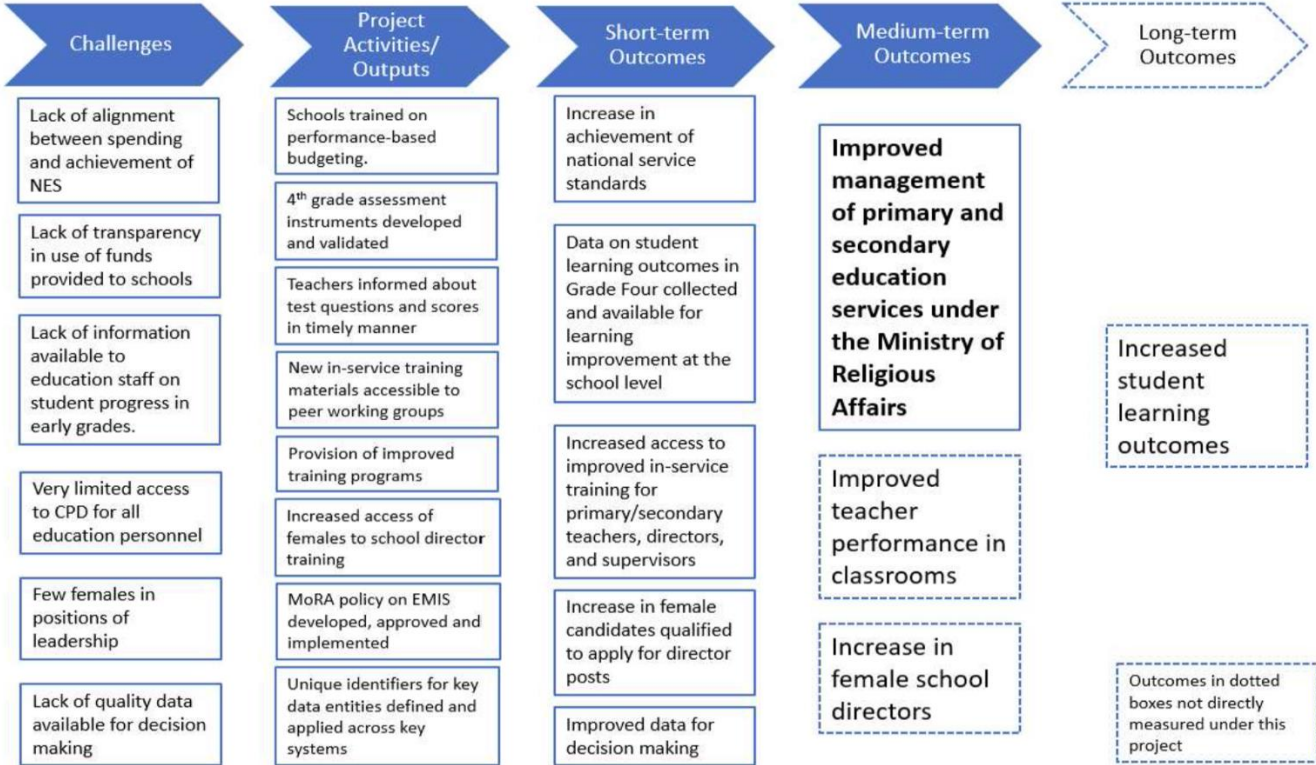 Challenges
Project
Activities/
Outputs
Short-term
Outcomes
Medium-term
Outcomes
Long-term
Outcomes
Lack of alignment
between spending
and achievement of
NES
Lack of transparency
in use of funds
provided to schools
Lack of information
available to
education staff on
student progress in
early grades.
Very limited access
to CPD for all
education personnel
Few females in
positions of
leadership
Lack of quality data
available for decision
making
Schools trained on
performance-based
budgeting.
4th grade assessment
instruments developed
and validated
Teachers informed about
test questions and scores
in timely manner
New in-service training
materials accessible to
peer working groups
Provision of improved
training programs
Increased access of
females to school director
training
MoRA policy on EMIS
developed, approved and
implemented
Unique identifiers for key
data entities defined and
applied across key
systems
Increase in
achievement of
national service
standards
Data on student
learning outcomes in
Grade Four collected
and available for
learning
improvement at the
school level
Increased access to
improved in-service
training for
primary/secondary
teachers, directors,
and supervisors
Increase in female
candidates qualified
to apply for director
posts
Improved data for
decision making
Improved
management
of primary and
secondary
education
services under
the Ministry of
Religious
Affairs
Improved
teacher
performance in
classrooms
Increase in
female school
directors
Increased
student
learning
outcomes
Outcomes in dotted
boxes not directly
measured under this
project